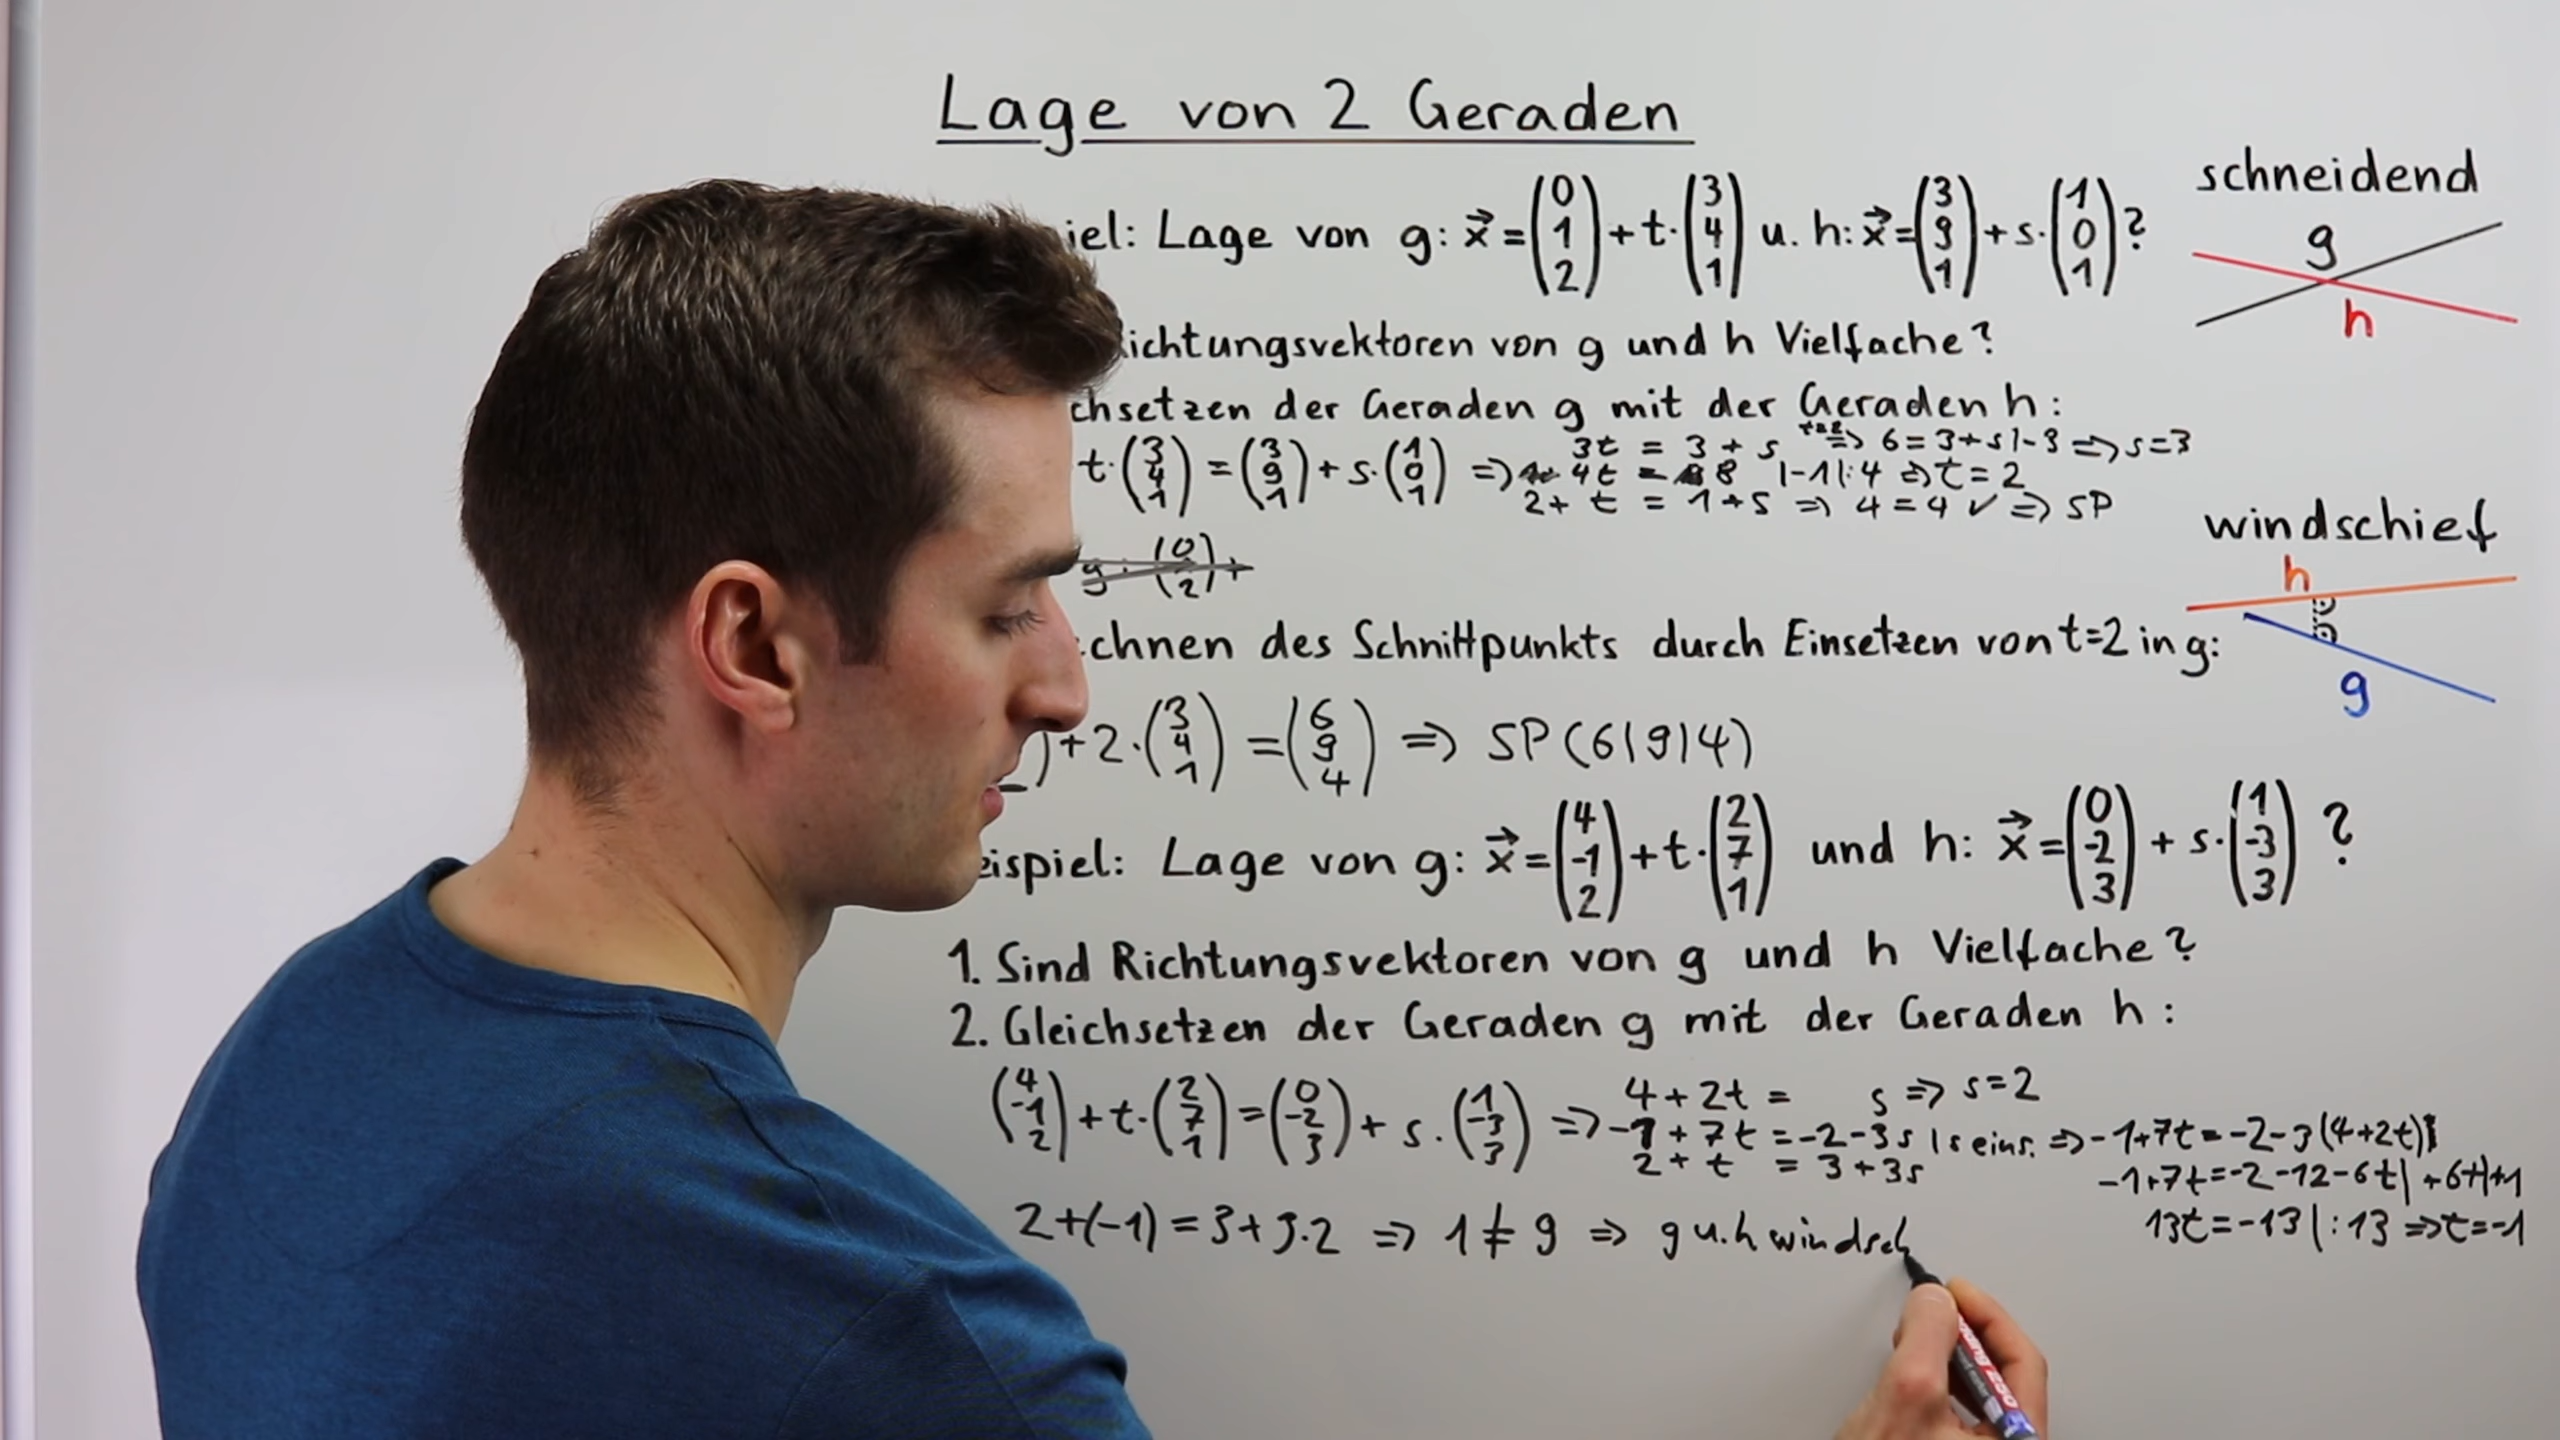 Lage von 2 Geraden
schneidend
iel: Lage von g: x⃗ = (0 1 2) + t · (3 4 1) u. h: x⃗ = (3 9 1) + s · (1 0 1) ?
g
h
ichtungsvektoren von g und h Vielfache?
chsetzen der Geraden g mit der Geraden h:
t · (3 4 1) = (3 9 1) + s · (1 0 1) ⇒
3t = 3 + s ⇒ 6 = 3 + s | -3 ⇒ s = 3
4t = 8 |-1 |:4 ⇒ t = 2
2 + t = 1 + s ⇒ 4 = 4 ✓ ⇒ SP
windschief
h
g
g: (0 2) +
chnen des Schnittpunkts durch Einsetzen von t=2 in g:
) + 2 · (3 4 1) = (6 9 4) ⇒ SP (6|9|4)
eispiel: Lage von g: x⃗ = (4 -1 2) + t · (2 7 1) und h: x⃗ = (0 -2 3) + s · (1 -3 3) ?
1. Sind Richtungsvektoren von g und h Vielfache?
2. Gleichsetzen der Geraden g mit der Geraden h:
(4 -1 2) + t · (2 7 1) = (0 -2 3) + s · (1 -3 3) ⇒
4 + 2t = s ⇒ s = 2
-1 + 7t = -2 - 3s | s eins. ⇒ -1 + 7t = -2 - 3(4 + 2t)
2 + t = 3 + 3s
-1 + 7t = -2 - 12 - 6t | +6t | +1
13t = -13 | :13 ⇒ t = -1
2 + (-1) = 3 + 3·2 ⇒ 1 ≠ 9 ⇒ g u. h windsch